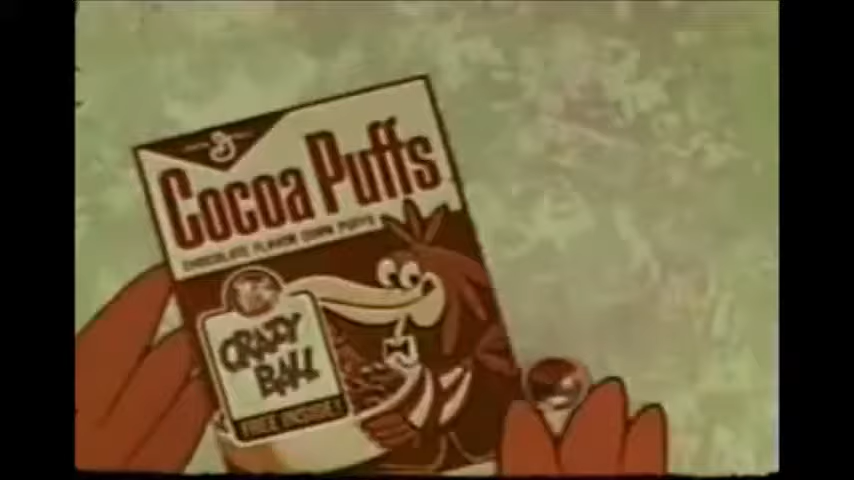 G
Cocoa Puffs
CHOCOLATE FLAVOR CORN PUFFS
CRAZY
BALL
FREE INSIDE!